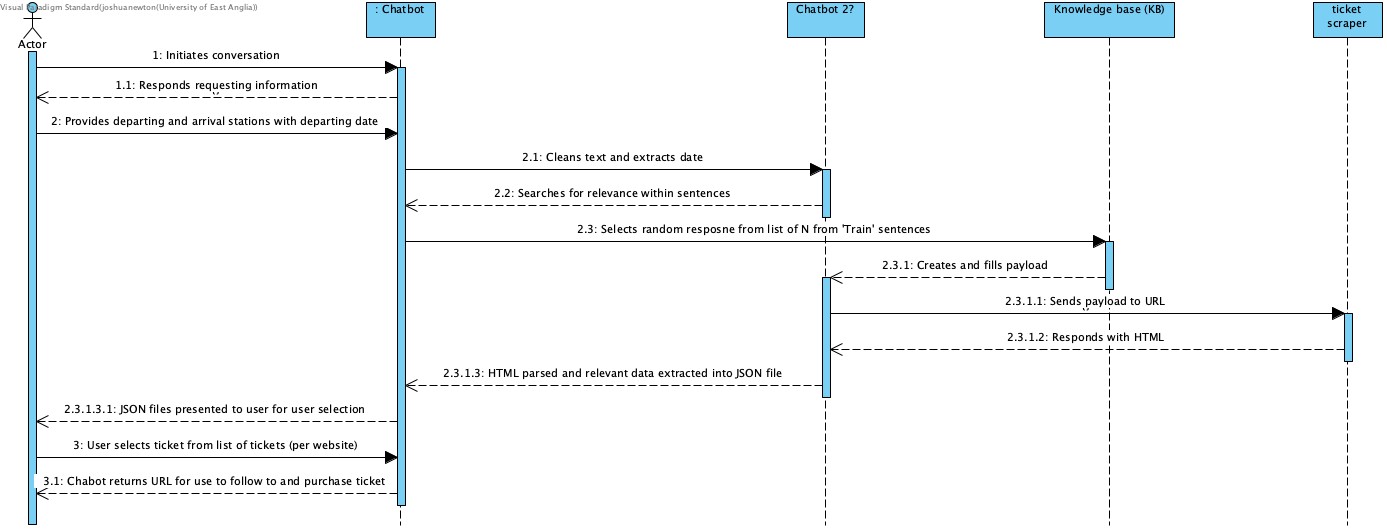 Visual Paradigm Standard(joshuanewton(University of East Anglia))
: Chatbot
Chatbot 2?
Knowledge base (KB)
ticket
scraper
Actor
1: Initiates conversation
1.1: Responds requesting information
2: Provides departing and arrival stations with departing date
2.1: Cleans text and extracts date
2.2: Searches for relevance within sentences
2.3: Selects random resposne from list of N from 'Train' sentences
2.3.1: Creates and fills payload
2.3.1.1: Sends payload to URL
2.3.1.2: Responds with HTML
2.3.1.3: HTML parsed and relevant data extracted into JSON file
2.3.1.3.1: JSON files presented to user for user selection
3: User selects ticket from list of tickets (per website)
3.1: Chabot returns URL for use to follow to and purchase ticket